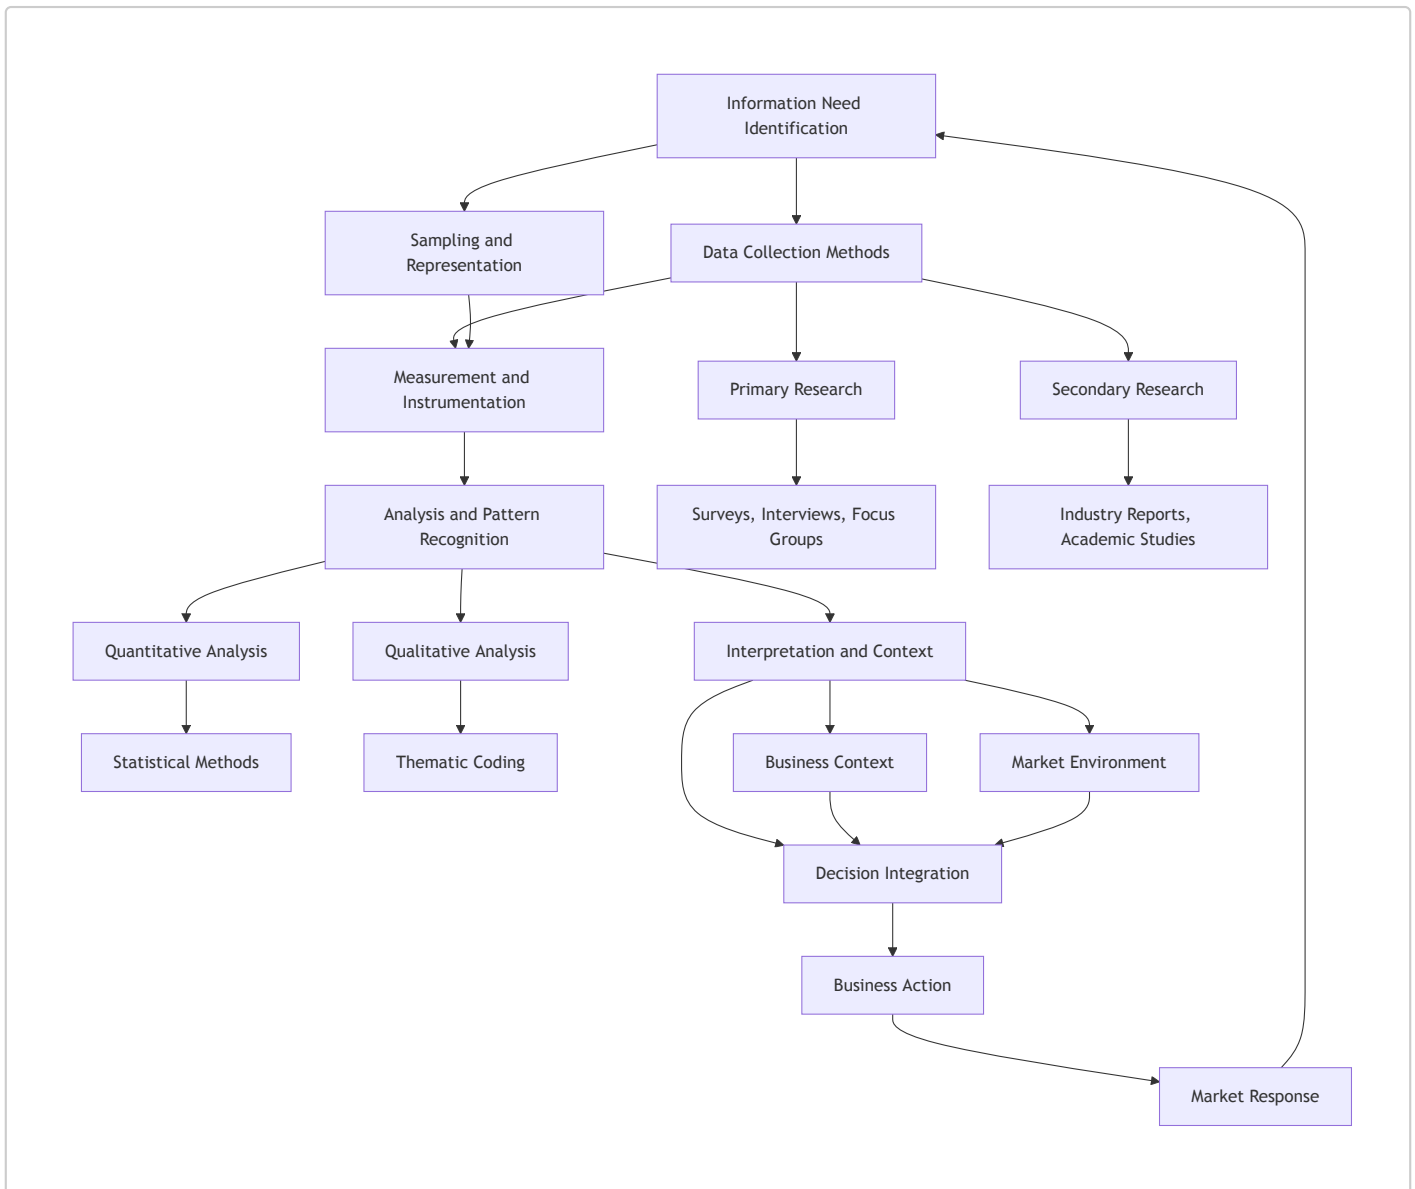 Information Need
Identification
Sampling and
Representation
Data Collection Methods
Measurement and
Instrumentation
Primary Research
Secondary Research
Analysis and Pattern
Recognition
Surveys, Interviews, Focus
Groups
Industry Reports,
Academic Studies
Quantitative Analysis
Qualitative Analysis
Interpretation and Context
Statistical Methods
Thematic Coding
Business Context
Market Environment
Decision Integration
Business Action
Market Response